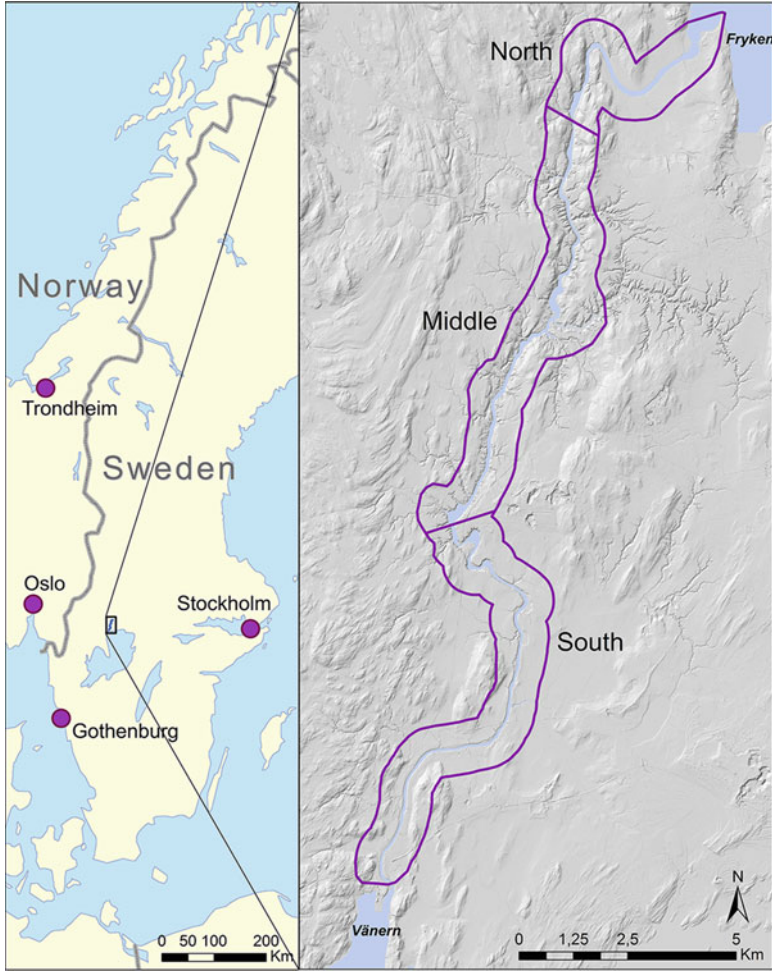 Norway
Trondheim
Sweden
Oslo
Stockholm
Gothenburg
0 50 100 200
Km
North
Fryken
Middle
South
Vänern
N
0 1,25 2,5 5
Km